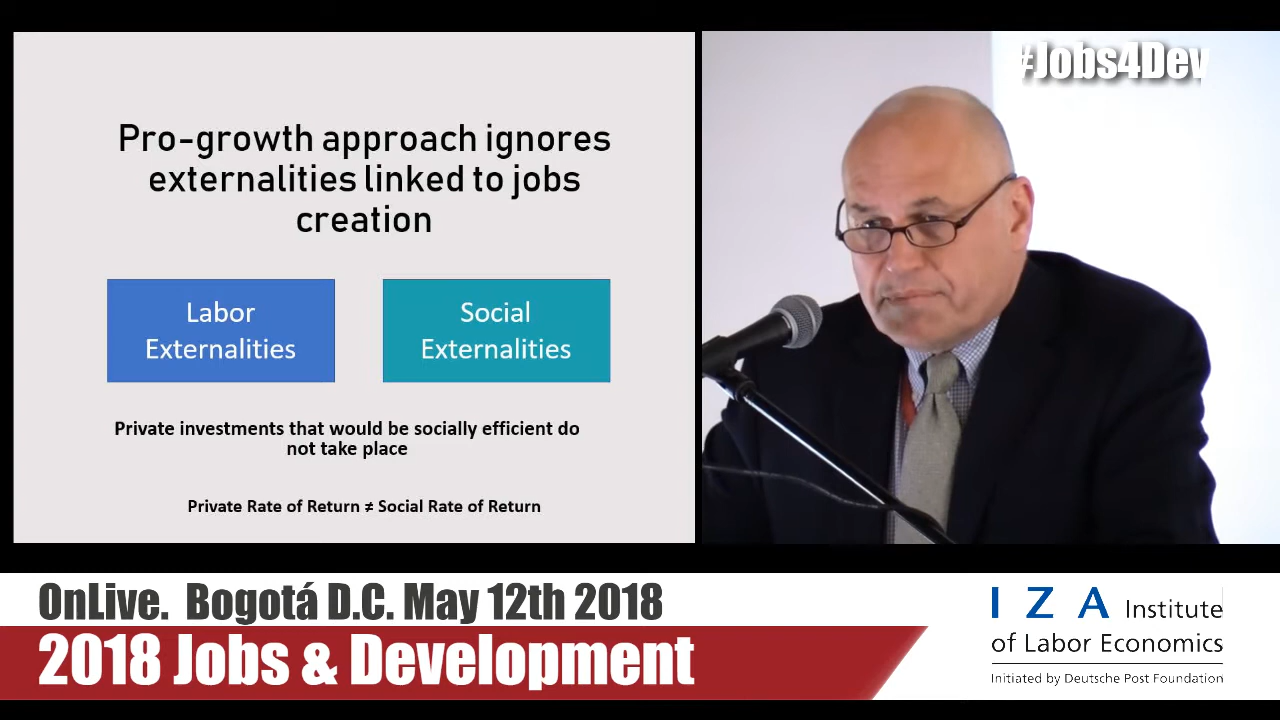 #Jobs4Dev
Pro-growth approach ignores
externalities linked to jobs
creation
Labor
Externalities
Social
Externalities
Private investments that would be socially efficient do
not take place
Private Rate of Return ≠ Social Rate of Return
OnLive. Bogotá D.C. May 12th 2018
2018 Jobs & Development
I Z A Institute
of Labor Economics
Initiated by Deutsche Post Foundation